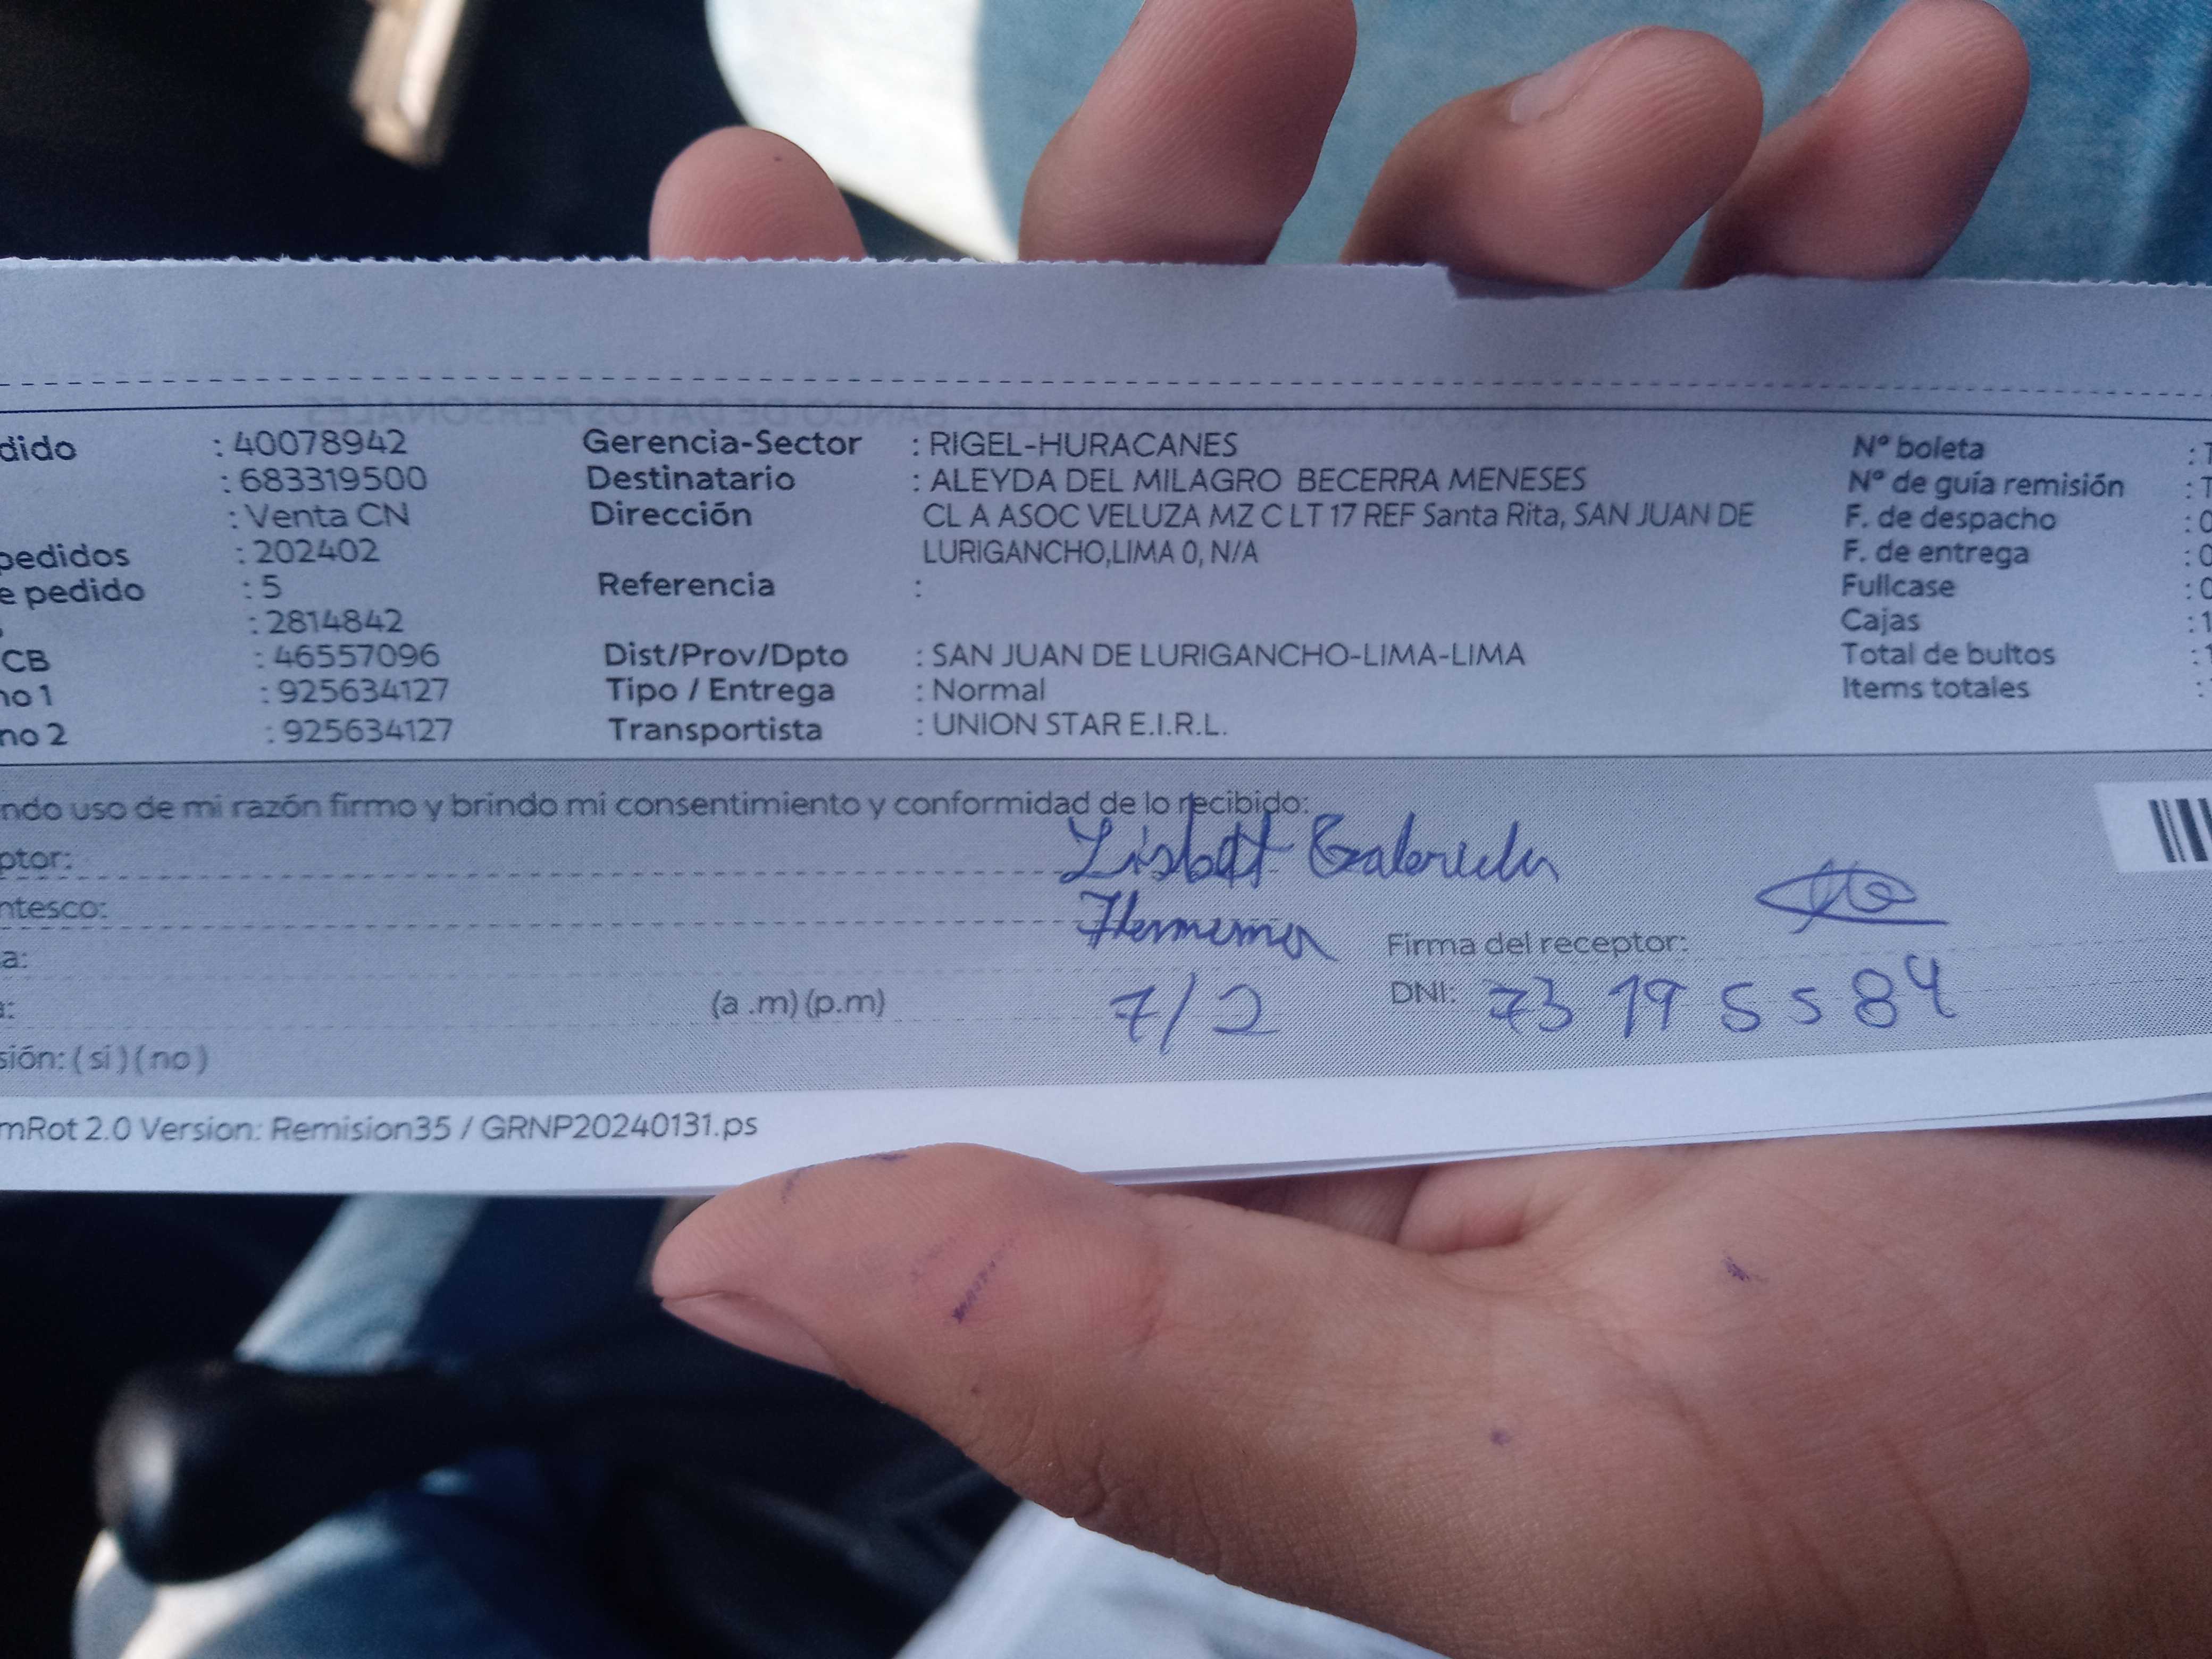 dido : 40078942 Gerencia-Sector : RIGEL-HURACANES Nº boleta : T
: 683319500 Destinatario : ALEYDA DEL MILAGRO BECERRA MENESES Nº de guía remisión : T
: Venta CN Dirección CL A ASOC VELUZA MZ C LT 17 REF Santa Rita, SAN JUAN DE F. de despacho : 0
pedidos : 202402 LURIGANCHO,LIMA 0, N/A F. de entrega : 0
e pedido : 5 Referencia : Fullcase : 0
: 2814842 Cajas : 1
CB : 46557096 Dist/Prov/Dpto : SAN JUAN DE LURIGANCHO-LIMA-LIMA Total de bultos : 1
no 1 : 925634127 Tipo / Entrega : Normal Items totales :
no 2 : 925634127 Transportista : UNION STAR E.I.R.L.
ndo uso de mi razón firmo y brindo mi consentimiento y conformidad de lo recibido:
ptor: Lisbet Gabriela
ntesco: Hermana
a: Firma del receptor:
a: (a .m) (p.m) 7/2 DNI: 73195584
sión: ( si ) ( no )
mRot 2.0 Version: Remision35 / GRNP20240131.ps